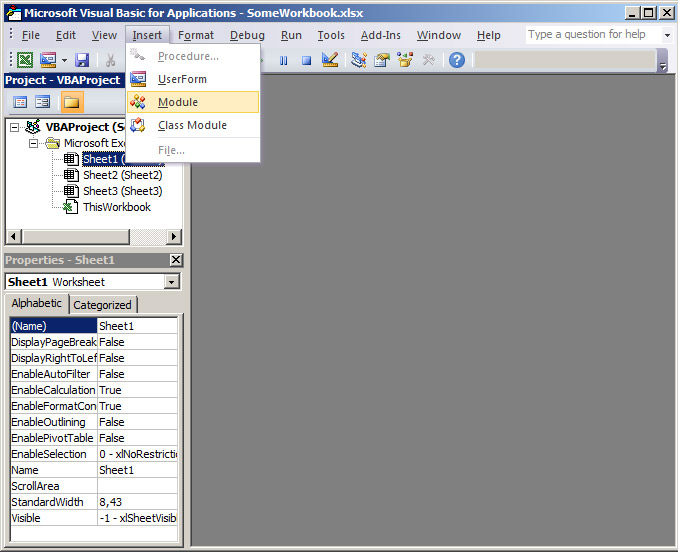 Microsoft Visual Basic for Applications - SomeWorkbook.xlsx
File Edit View Insert Format Debug Run Tools Add-Ins Window Help Type a question for help
Procedure...
UserForm
Module
Class Module
File...
Project - VBAProject
VBAProject (S
Microsoft Exc
Sheet1 (
Sheet2 (Sheet2)
Sheet3 (Sheet3)
ThisWorkbook
Properties - Sheet1
Sheet1 Worksheet
Alphabetic Categorized
(Name) Sheet1
DisplayPageBreak False
DisplayRightToLef False
EnableAutoFilter False
EnableCalculation True
EnableFormatCon True
EnableOutlining False
EnablePivotTable False
EnableSelection 0 - xlNoRestrictio
Name Sheet1
ScrollArea
StandardWidth 8,43
Visible -1 - xlSheetVisib